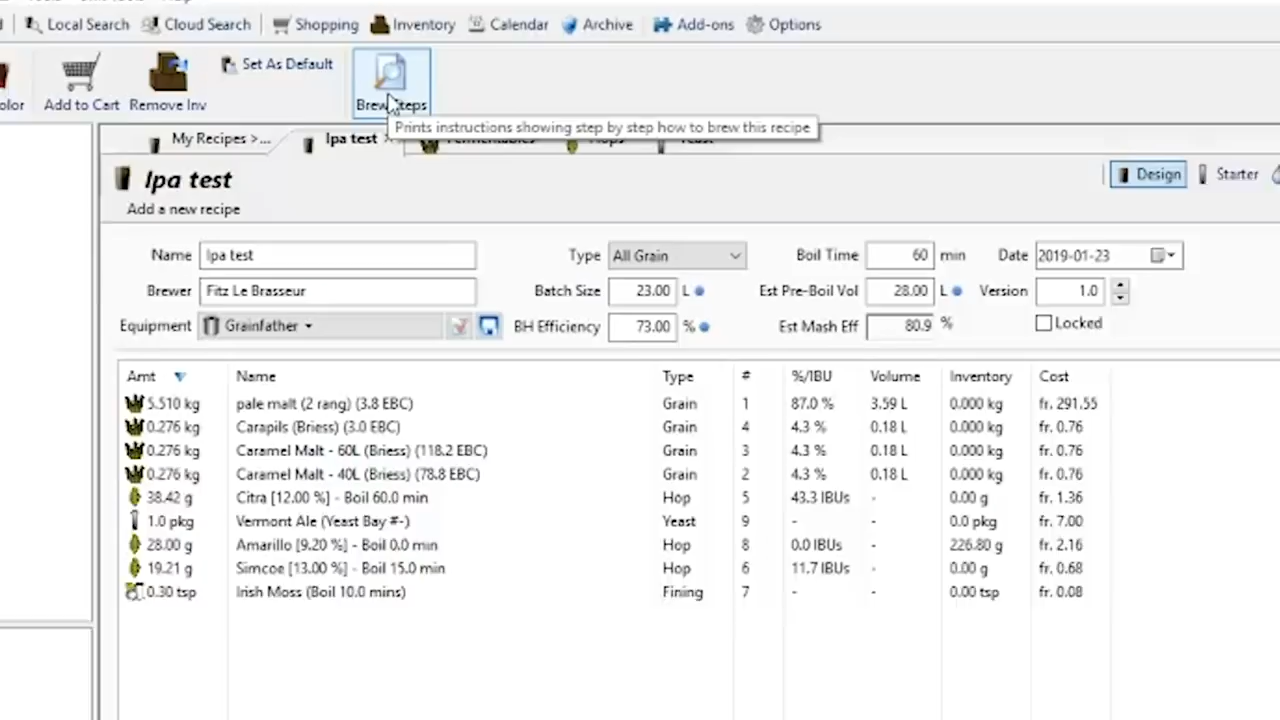 Local Search Cloud Search Shopping Inventory Calendar Archive Add-ons Options
olor Add to Cart Remove Inv Set As Default
Prints instructions showing step by step how to brew this recipe
My Recipes >... Ipa test
Ipa test
Design Starter
Add a new recipe
Name Ipa test Type All Grain Boil Time 60 min Date 2019-01-23
Brewer Fitz Le Brasseur Batch Size 23.00 L Est Pre-Boil Vol 28.00 L Version 1.0
Equipment Grainfather BH Efficiency 73.00 % Est Mash Eff 80.9 % Locked
Amt Name Type # %/IBU Volume Inventory Cost
5.510 kg pale malt (2 rang) (3.8 EBC) Grain 1 87.0 % 3.59 L 0.000 kg fr. 291.55
0.276 kg Carapils (Briess) (3.0 EBC) Grain 4 4.3 % 0.18 L 0.000 kg fr. 0.76
0.276 kg Caramel Malt - 60L (Briess) (118.2 EBC) Grain 3 4.3 % 0.18 L 0.000 kg fr. 0.76
0.276 kg Caramel Malt - 40L (Briess) (78.8 EBC) Grain 2 4.3 % 0.18 L 0.000 kg fr. 0.76
38.42 g Citra [12.00 %] - Boil 60.0 min Hop 5 43.3 IBUs - 0.00 g fr. 1.36
1.0 pkg Vermont Ale (Yeast Bay #-) Yeast 9 - - 0.0 pkg fr. 7.00
28.00 g Amarillo [9.20 %] - Boil 0.0 min Hop 8 0.0 IBUs - 226.80 g fr. 2.16
19.21 g Simcoe [13.00 %] - Boil 15.0 min Hop 6 11.7 IBUs - 0.00 g fr. 0.68
0.30 tsp Irish Moss (Boil 10.0 mins) Fining 7 - - 0.00 tsp fr. 0.08